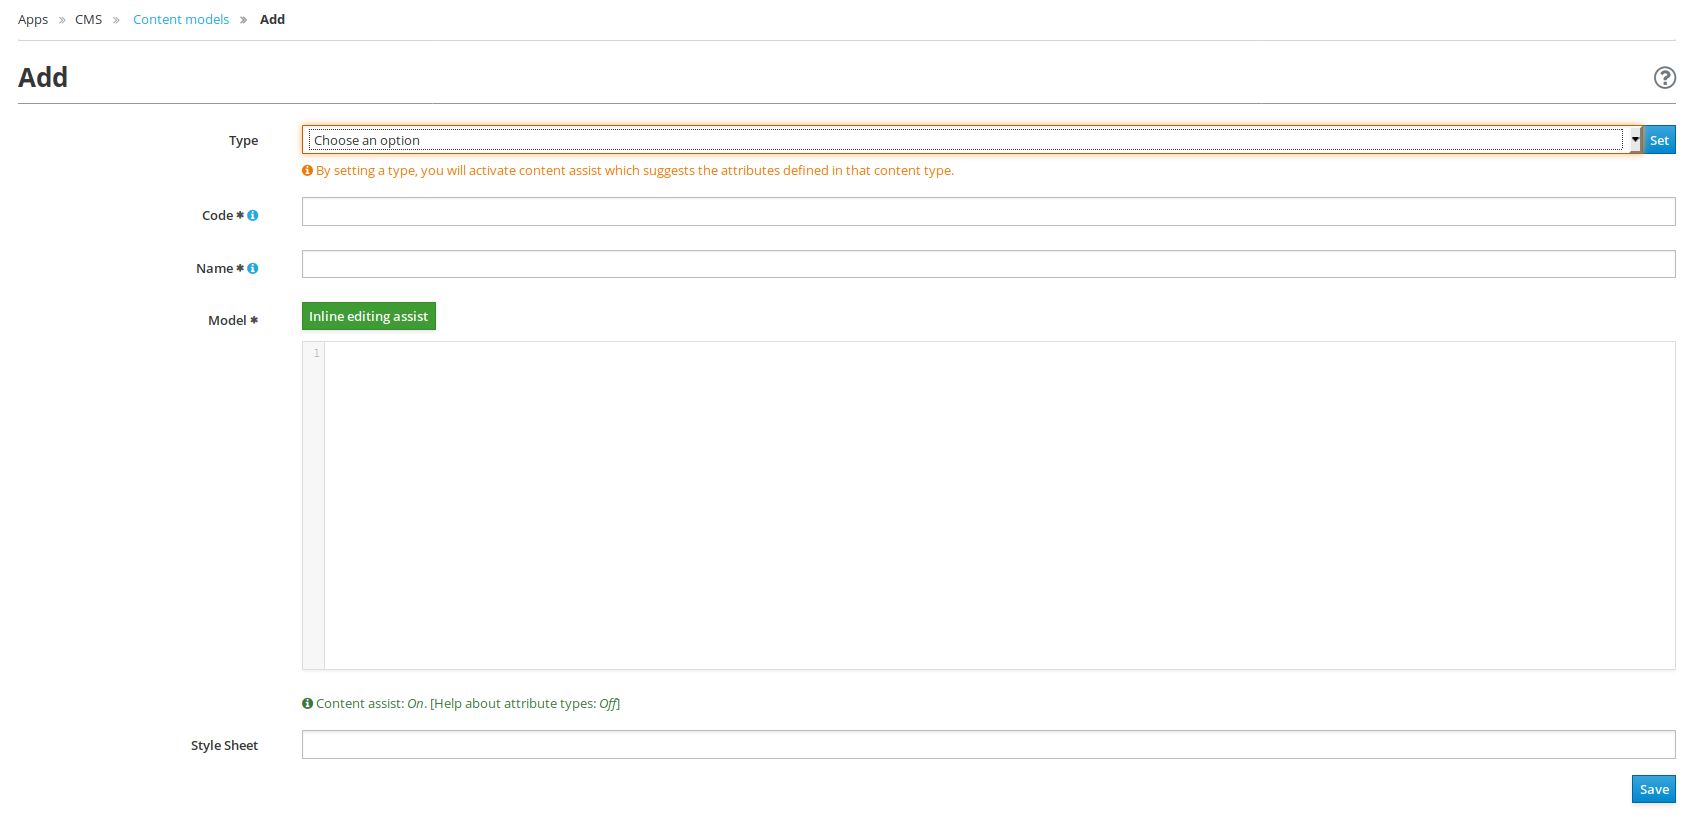 Apps » CMS » Content models » Add
Add
Type
Choose an option
Set
By setting a type, you will activate content assist which suggests the attributes defined in that content type.
Code *
Name *
Model *
Inline editing assist
1
Content assist: On. [Help about attribute types: Off]
Style Sheet
Save